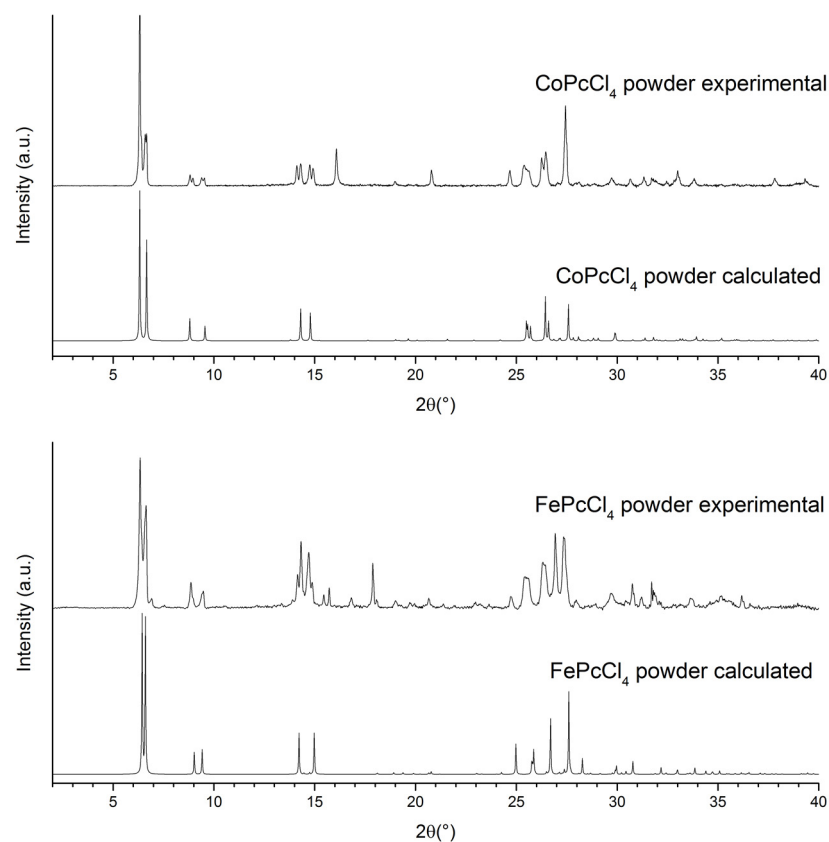 CoPcCl₄ powder experimental
Intensity (a.u.)
CoPcCl₄ powder calculated
5 10 15 20 25 30 35 40
2θ(°)
FePcCl₄ powder experimental
Intensity (a.u.)
FePcCl₄ powder calculated
5 10 15 20 25 30 35 40
2θ(°)